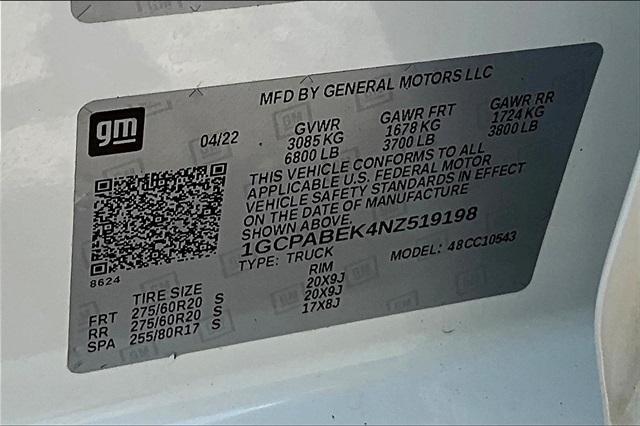 MFD BY GENERAL MOTORS LLC
gm
04/22
GVWR GAWR FRT GAWR RR
3085 KG 1678 KG 1724 KG
6800 LB 3700 LB 3800 LB
THIS VEHICLE CONFORMS TO ALL
APPLICABLE U.S. FEDERAL MOTOR
VEHICLE SAFETY STANDARDS IN EFFECT
ON THE DATE OF MANUFACTURE
SHOWN ABOVE.
1GCPABEK4NZ519198
TYPE: TRUCK MODEL: 48CC10543
8624
TIRE SIZE RIM
FRT 275/60R20 S 20X9J
RR 275/60R20 S 20X9J
SPA 255/80R17 S 17X8J